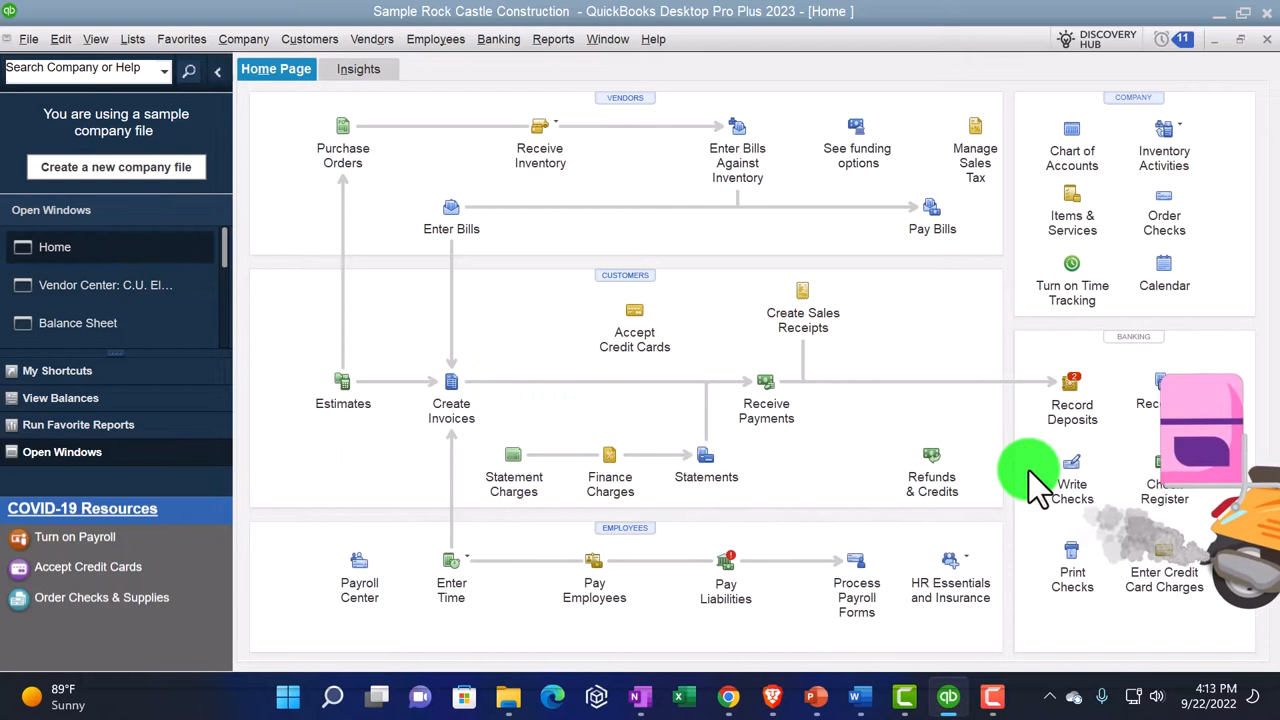 Sample Rock Castle Construction - QuickBooks Desktop Pro Plus 2023 - [Home ]
File Edit View Lists Favorites Company Customers Vendors Employees Banking Reports Window Help
DISCOVERY
HUB
11
Search Company or Help
Home Page
Insights
You are using a sample
company file
Create a new company file
Open Windows
Home
Vendor Center: C.U. El...
Balance Sheet
My Shortcuts
View Balances
Run Favorite Reports
Open Windows
COVID-19 Resources
Turn on Payroll
Accept Credit Cards
Order Checks & Supplies
VENDORS
Purchase
Orders
Receive
Inventory
Enter Bills
Against
Inventory
See funding
options
Manage
Sales
Tax
Enter Bills
Pay Bills
CUSTOMERS
Accept
Credit Cards
Create Sales
Receipts
Estimates
Create
Invoices
Receive
Payments
Statement
Charges
Finance
Charges
Statements
Refunds
& Credits
EMPLOYEES
Payroll
Center
Enter
Time
Pay
Employees
Pay
Liabilities
Process
Payroll
Forms
HR Essentials
and Insurance
COMPANY
Chart of
Accounts
Inventory
Activities
Items &
Services
Order
Checks
Turn on Time
Tracking
Calendar
BANKING
2
Record
Deposits
Write
Checks
Register
Print
Checks
Enter Credit
Card Charges
89°F
Sunny
4:13 PM
9/22/2022